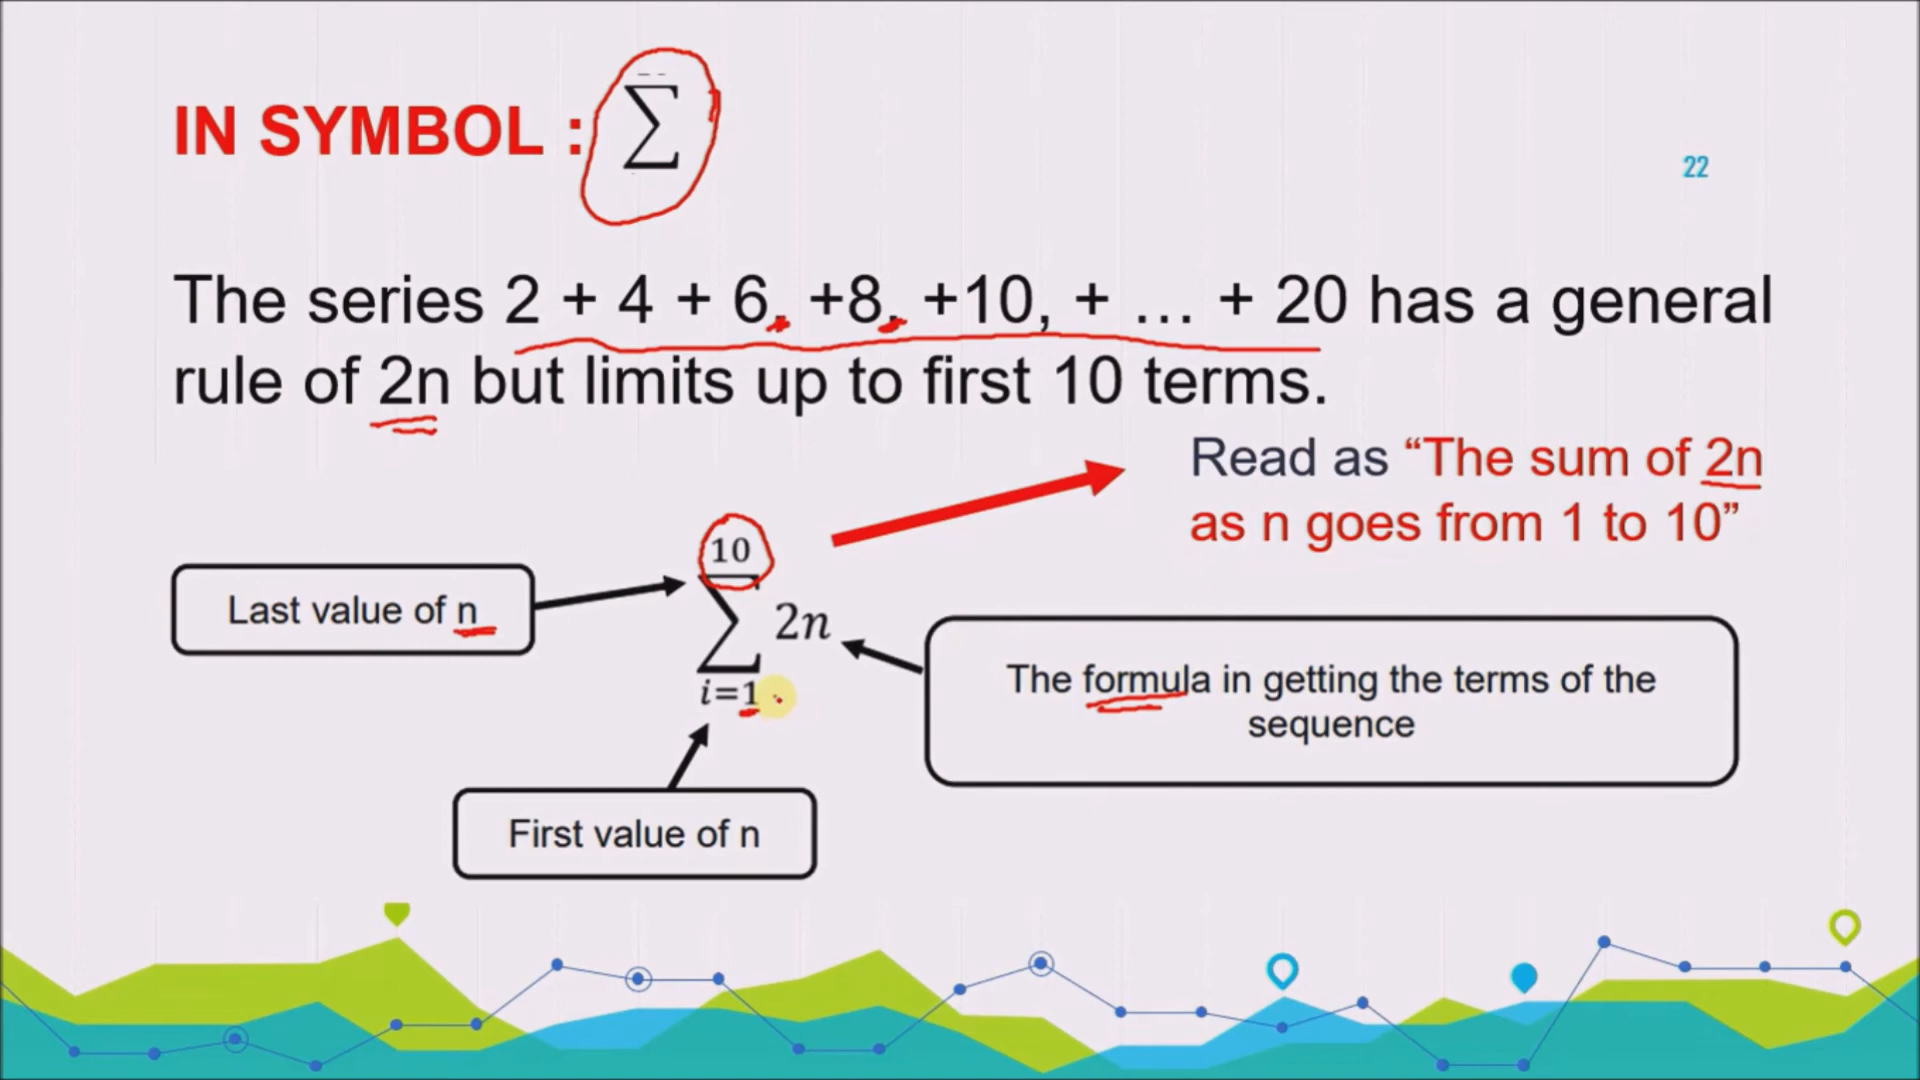 IN SYMBOL : ∑
22
The series 2 + 4 + 6, +8, +10, + … + 20 has a general
rule of 2n but limits up to first 10 terms.
Read as “The sum of 2n
as n goes from 1 to 10”
10
∑ 2n
i=1
Last value of n
The formula in getting the terms of the
sequence
First value of n